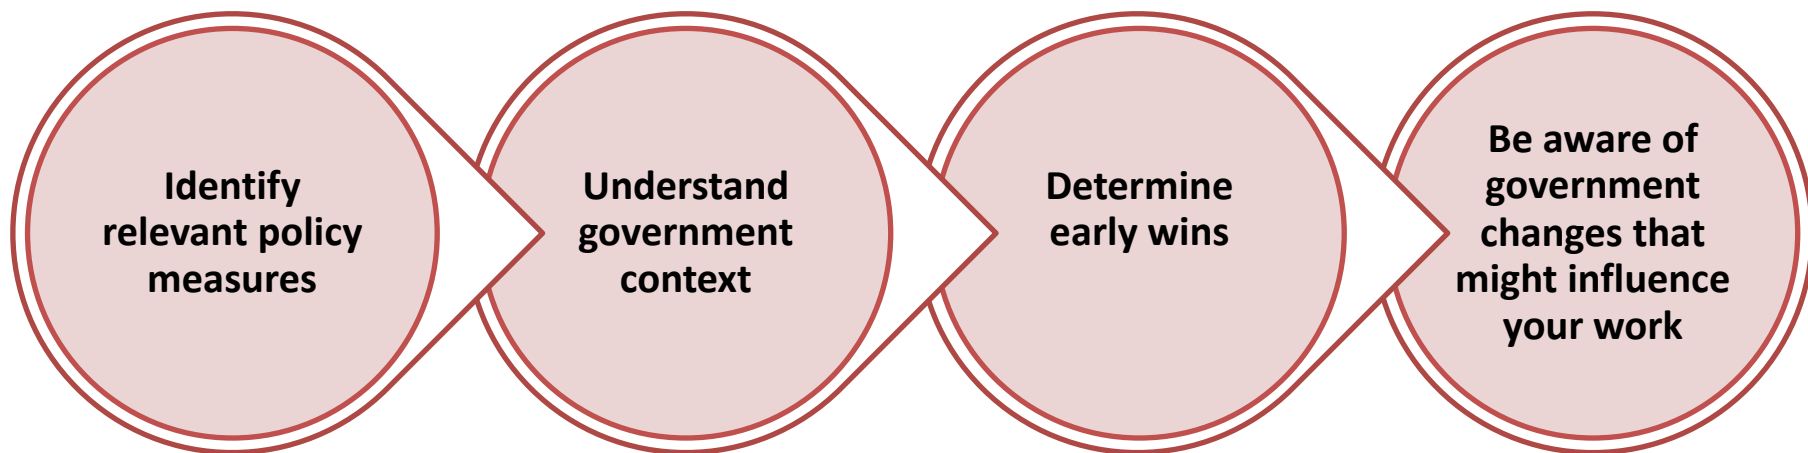 Identify
relevant policy
measures
Understand
government
context
Determine
early wins
Be aware of
government
changes that
might influence
your work